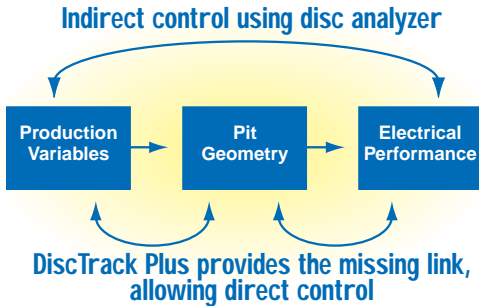 Indirect control using disc analyzer
Production
Variables
Pit
Geometry
Electrical
Performance
DiscTrack Plus provides the missing link,
allowing direct control